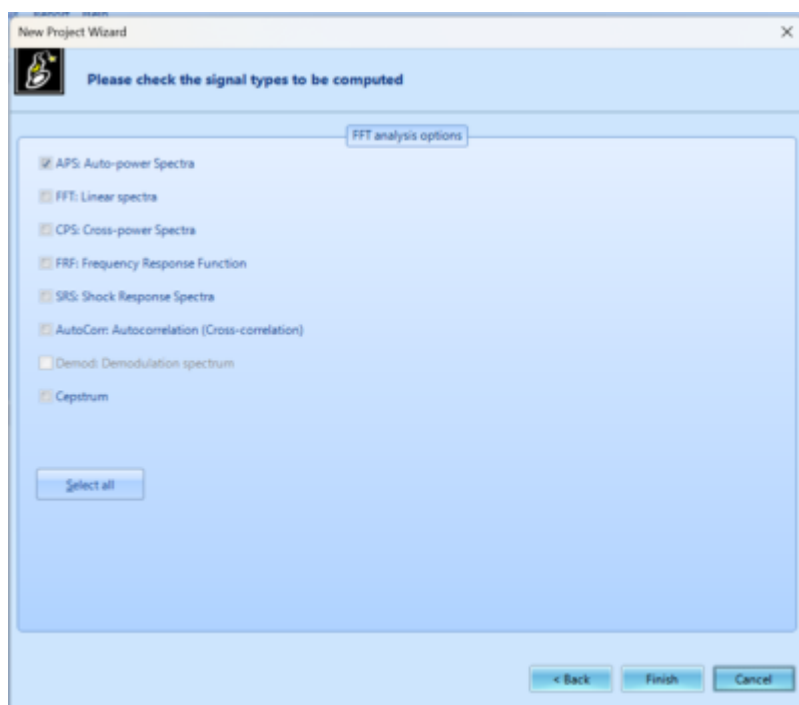 New Project Wizard
Please check the signal types to be computed
FFT analysis options
APS: Auto-power Spectra
FFT: Linear spectra
CPS: Cross-power Spectra
FRF: Frequency Response Function
SRS: Shock Response Spectra
AutoCorr: Autocorrelation (Cross-correlation)
Demod: Demodulation spectrum
Cepstrum
Select all
< Back Finish Cancel